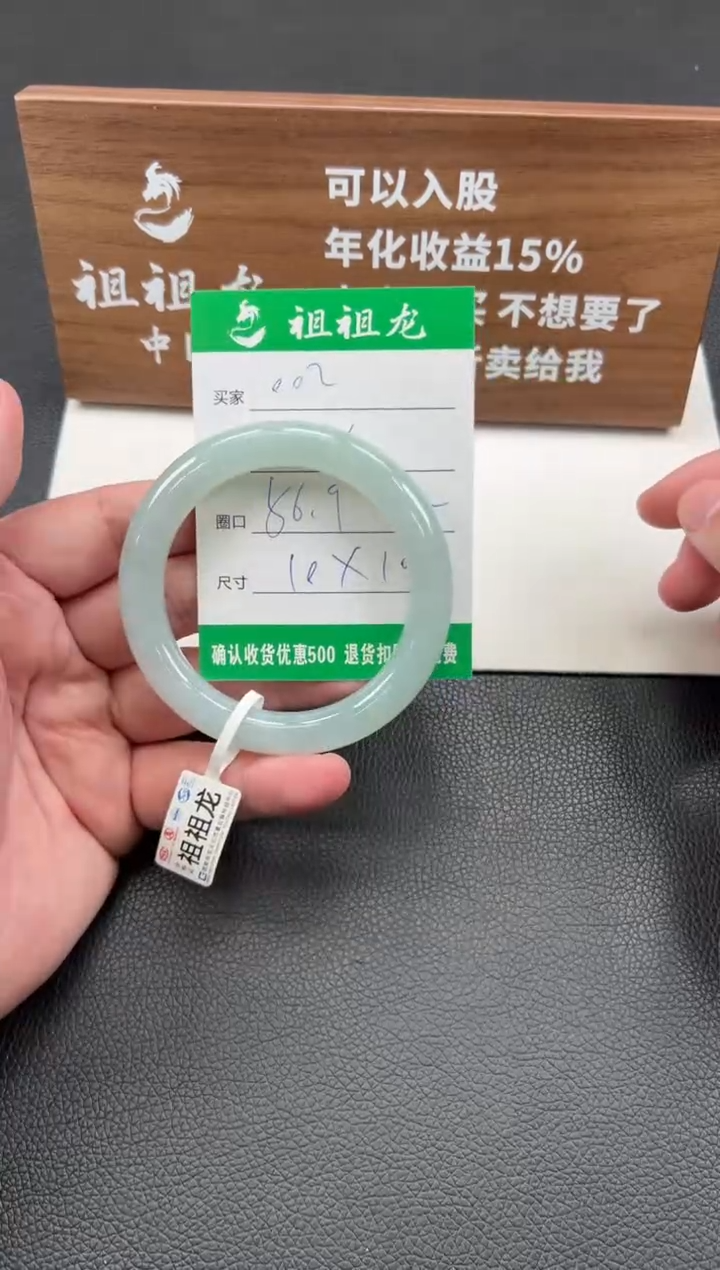 可以入股
年化收益15%
不想要了
卖给我
祖祖
中
祖祖龙
买家 002
圈口 56.9
尺寸 10X10
确认收货优惠500 退货扣
费
祖祖龙